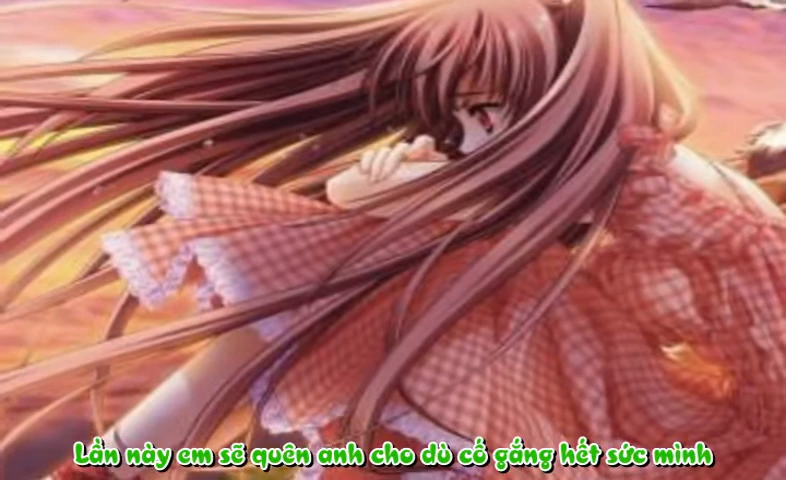 Lần này em sẽ quên anh cho dù cố gắng hết sức mình